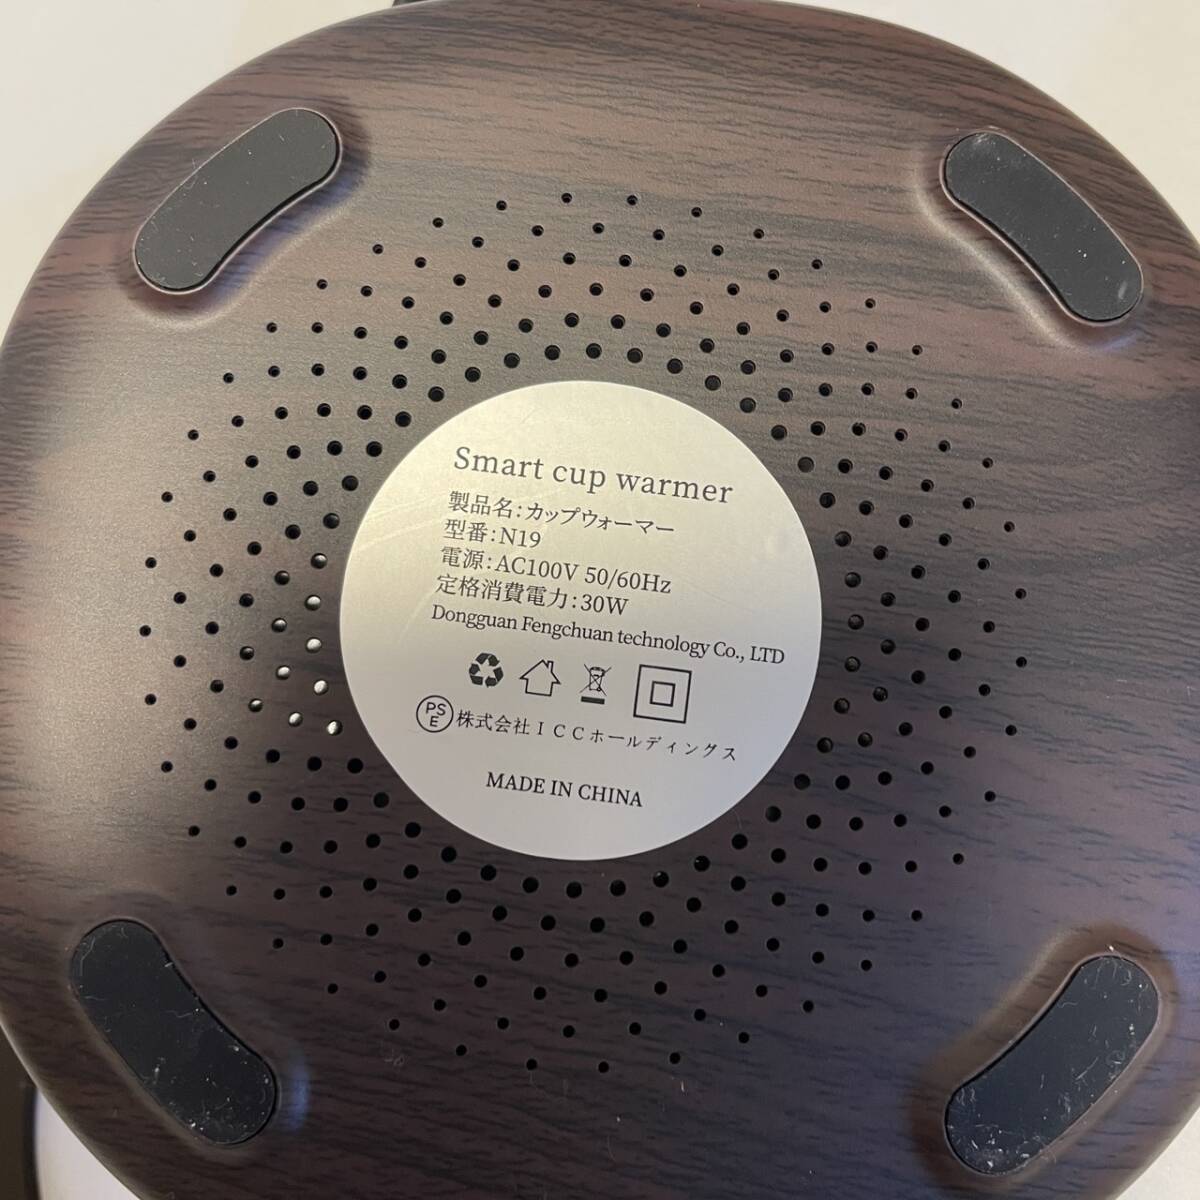 Smart cup warmer
製品名:カップウォーマー
型番:N19
電源:AC100V 50/60Hz
定格消費電力:30W
Dongguan Fengchuan technology Co., LTD
PS
E 株式会社ICCホールディングス
MADE IN CHINA